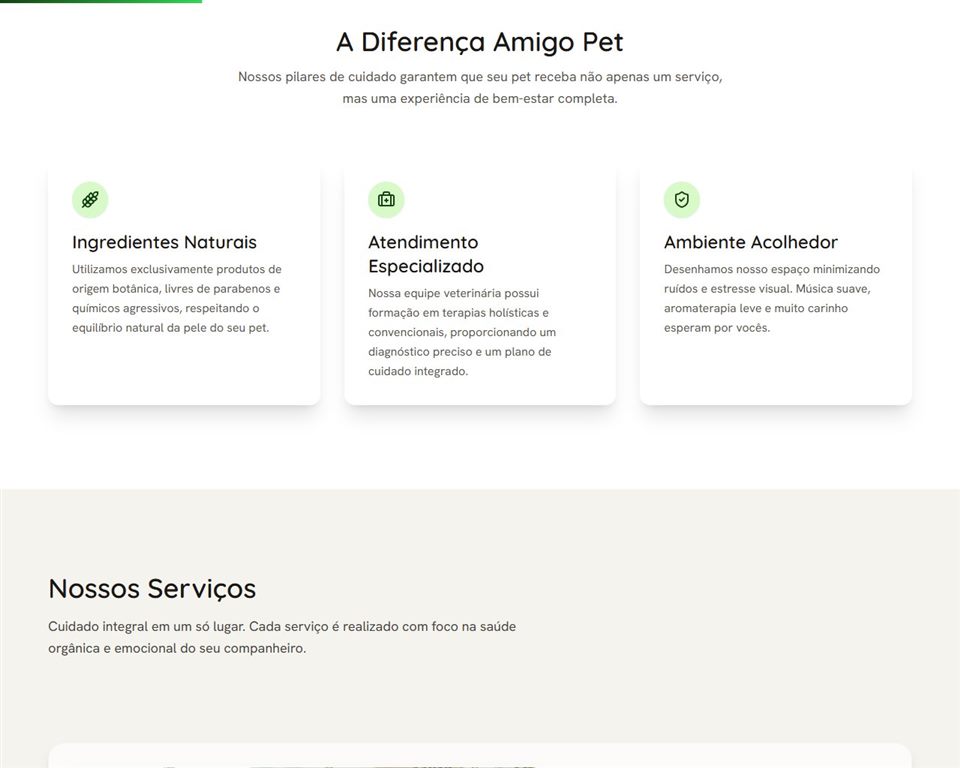 A Diferença Amigo Pet
Nossos pilares de cuidado garantem que seu pet receba não apenas um serviço,
mas uma experiência de bem-estar completa.
Ingredientes Naturais
Utilizamos exclusivamente produtos de
origem botânica, livres de parabenos e
químicos agressivos, respeitando o
equilíbrio natural da pele do seu pet.
Atendimento
Especializado
Nossa equipe veterinária possui
formação em terapias holísticas e
convencionais, proporcionando um
diagnóstico preciso e um plano de
cuidado integrado.
Ambiente Acolhedor
Desenhamos nosso espaço minimizando
ruídos e estresse visual. Música suave,
aromaterapia leve e muito carinho
esperam por vocês.
Nossos Serviços
Cuidado integral em um só lugar. Cada serviço é realizado com foco na saúde
orgânica e emocional do seu companheiro.